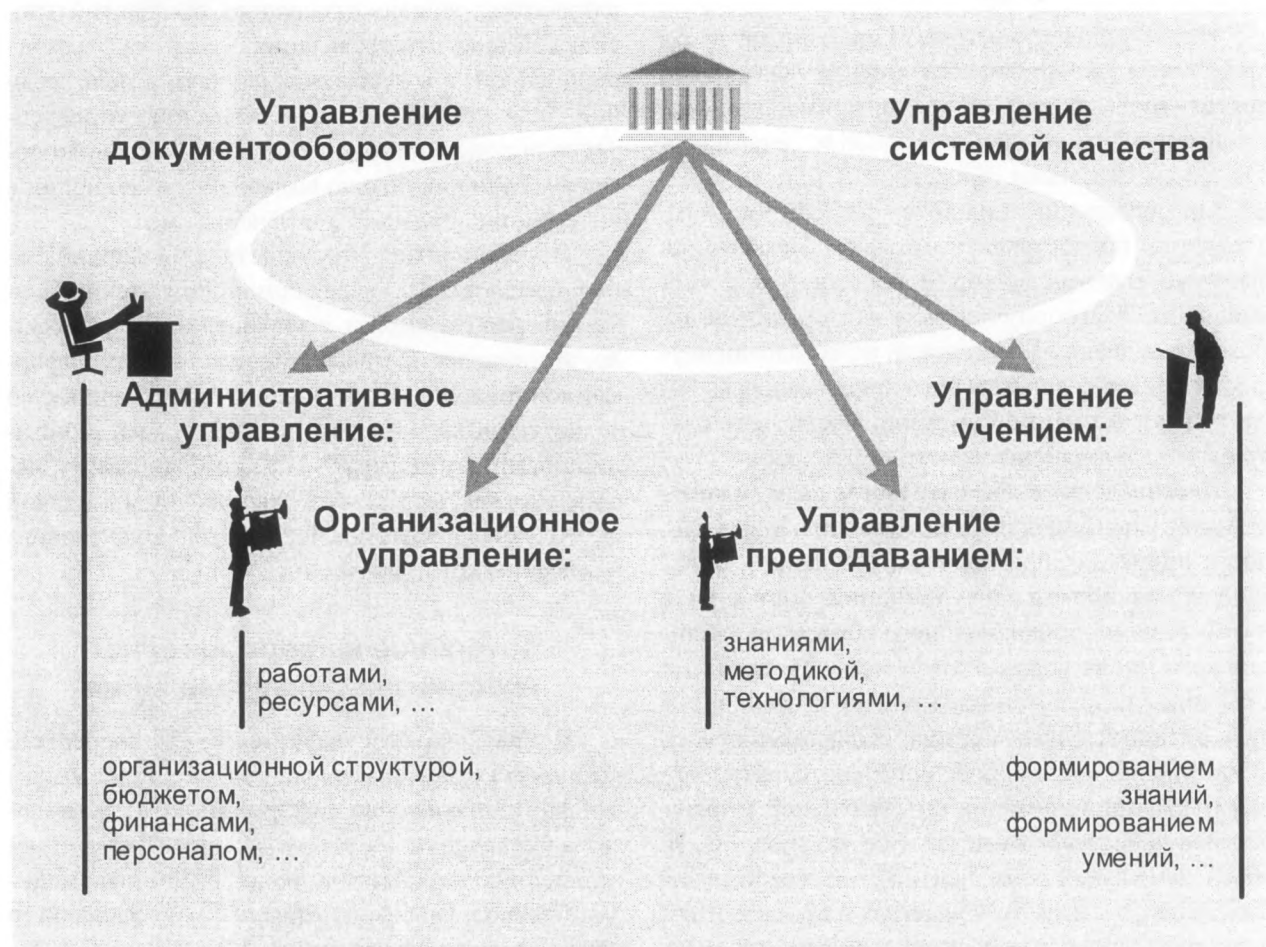 Управление
документооборотом
Управление
системой качества
Административное
управление:
Управление
учением:
Организационное
управление:
Управление
преподаванием:
работами,
ресурсами, ...
знаниями,
методикой,
технологиями, ...
организационной структурой,
бюджетом,
финансами,
персоналом, ...
формированием
знаний,
формированием
умений, ...